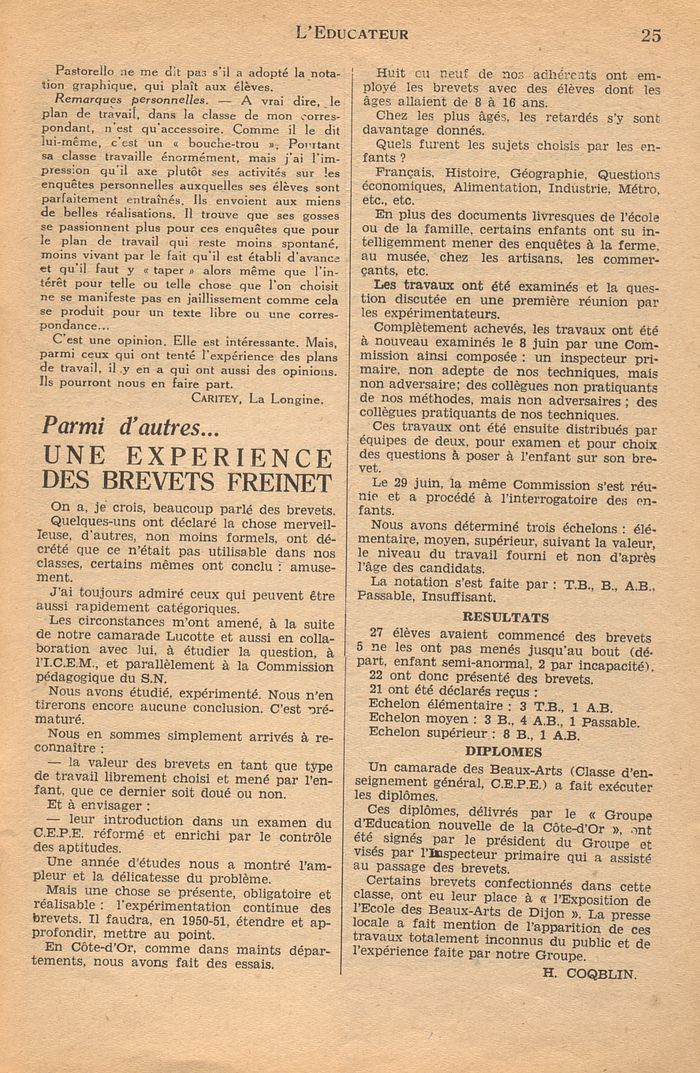 L'EDUCATEUR
25
Pastorello ne me dit pas s'il a adopté la nota-
tion graphique, qui plaît aux élèves.
Remarques personnelles. — A vrai dire, le
plan de travail, dans la classe de mon corres-
pondant, n'est qu'accessoire. Comme il le dit
lui-même, c'est un « bouche-trou ». Pourtant
sa classe travaille énormément, mais j'ai l'im-
pression qu'il axe plutôt ses activités sur les
enquêtes personnelles auxquelles ses élèves sont
parfaitement entraînés. Ils envoient aux miens
de belles réalisations. Il trouve que ses gosses
se passionnent plus pour ces enquêtes que pour
le plan de travail qui reste moins spontané,
moins vivant par le fait qu'il est établi d'avance
et qu'il faut y « taper » alors même que l'in-
térêt pour telle ou telle chose que l'on choisit
ne se manifeste pas en jaillissement comme cela
se produit pour un texte libre ou une corres-
pondance...
C'est une opinion. Elle est intéressante. Mais,
parmi ceux qui ont tenté l'expérience des plans
de travail, il y en a qui ont aussi des opinions.
Ils pourront nous en faire part.
CARITEY, La Longine.
Parmi d'autres...
UNE EXPERIENCE
DES BREVETS FREINET
On a, je crois, beaucoup parlé des brevets.
Quelques-uns ont déclaré la chose merveil-
leuse, d'autres, non moins formels, ont dé-
crété que ce n'était pas utilisable dans nos
classes, certains mêmes ont conclu : amuse-
ment.
J'ai toujours admiré ceux qui peuvent être
aussi rapidement catégoriques.
Les circonstances m'ont amené, à la suite
de notre camarade Lucotte et aussi en colla-
boration avec lui, à étudier la question, à
l'I.C.E.M., et parallèlement à la Commission
pédagogique du S.N.
Nous avons étudié, expérimenté. Nous n'en
tirerons encore aucune conclusion. C'est pré-
maturé.
Nous en sommes simplement arrivés à re-
connaître :
— la valeur des brevets en tant que type
de travail librement choisi et mené par l'en-
fant, que ce dernier soit doué ou non.
Et à envisager :
— leur introduction dans un examen du
C.E.P.E. réformé et enrichi par le contrôle
des aptitudes.
Une année d'études nous a montré l'am-
pleur et la délicatesse du problème.
Mais une chose se présente, obligatoire et
réalisable : l'expérimentation continue des
brevets. Il faudra, en 1950-51, étendre et ap-
profondir, mettre au point.
En Côte-d'Or, comme dans maints dépar-
tements, nous avons fait des essais.
Huit ou neuf de nos adhérents ont em-
ployé les brevets avec des élèves dont les
âges allaient de 8 à 16 ans.
Chez les plus âgés, les retardés s'y sont
davantage donnés.
Quels furent les sujets choisis par les en-
fants ?
Français, Histoire, Géographie, Questions
économiques, Alimentation, Industrie, Métro,
etc., etc.
En plus des documents livresques de l'école
ou de la famille, certains enfants ont su in-
telligemment mener des enquêtes à la ferme,
au musée, chez les artisans, les commer-
çants, etc.
Les travaux ont été examinés et la ques-
tion discutée en une première réunion par
les expérimentateurs.
Complètement achevés, les travaux ont été
à nouveau examinés le 8 juin par une Com-
mission ainsi composée : un inspecteur pri-
maire, non adepte de nos techniques, mais
non adversaire; des collègues non pratiquants
de nos méthodes, mais non adversaires ; des
collègues pratiquants de nos techniques.
Ces travaux ont été ensuite distribués par
équipes de deux, pour examen et pour choix
des questions à poser à l'enfant sur son bre-
vet.
Le 29 juin, la même Commission s'est réu-
nie et a procédé à l'interrogatoire des en-
fants.
Nous avons déterminé trois échelons : élé-
mentaire, moyen, supérieur, suivant la valeur,
le niveau du travail fourni et non d'après
l'âge des candidats.
La notation s'est faite par : T.B., B., A.B.,
Passable, Insuffisant.
RESULTATS
27 élèves avaient commencé des brevets
5 ne les ont pas menés jusqu'au bout (dé-
part, enfant semi-anormal, 2 par incapacité).
22 ont donc présenté des brevets.
21 ont été déclarés reçus :
Echelon élémentaire : 3 T.B., 1 A.B.
Echelon moyen : 3 B., 4 A.B., 1 Passable.
Echelon supérieur : 8 B., 1 A.B.
DIPLOMES
Un camarade des Beaux-Arts (Classe d'en-
seignement général, C.E.P.E.) a fait exécuter
les diplômes.
Ces diplômes, délivrés par le « Groupe
d'Education nouvelle de la Côte-d'Or », ont
été signés par le président du Groupe et
visés par l'Inspecteur primaire qui a assisté
au passage des brevets.
Certains brevets confectionnés dans cette
classe, ont eu leur place à « l'Exposition de
l'Ecole des Beaux-Arts de Dijon ». La presse
locale a fait mention de l'apparition de ces
travaux totalement inconnus du public et de
l'expérience faite par notre Groupe.
H. COQBLIN.